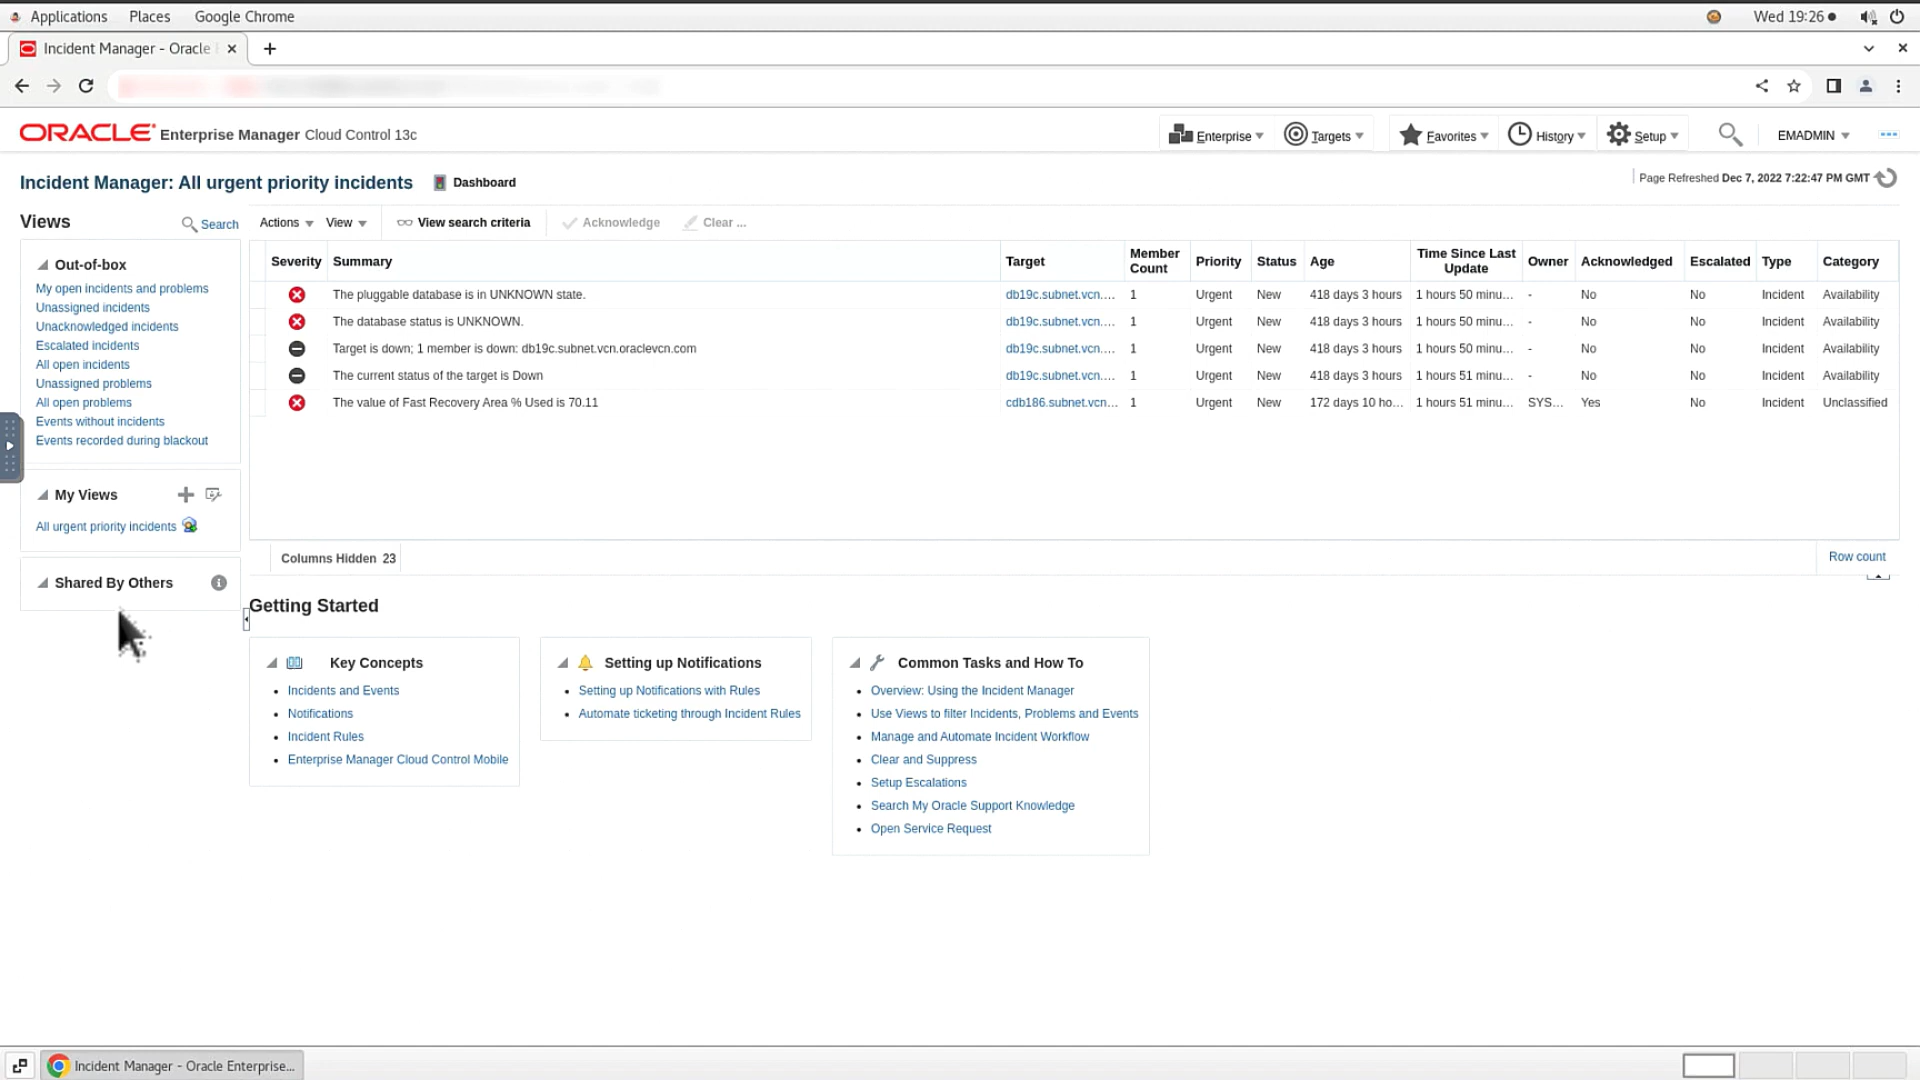 Applications Places Google Chrome Wed 19:26
Incident Manager - Oracle
ORACLE Enterprise Manager Cloud Control 13c Enterprise Targets Favorites History Setup EMADMIN
Incident Manager: All urgent priority incidents Dashboard Page Refreshed Dec 7, 2022 7:22:47 PM GMT
Views Search
Out-of-box
My open incidents and problems
Unassigned incidents
Unacknowledged incidents
Escalated incidents
All open incidents
Unassigned problems
All open problems
Events without incidents
Events recorded during blackout
My Views
All urgent priority incidents
Shared By Others
Actions View View search criteria Acknowledge Clear ...
Severity Summary Target Member Count Priority Status Age Time Since Last Update Owner Acknowledged Escalated Type Category
The pluggable database is in UNKNOWN state. db19c.subnet.vcn.... 1 Urgent New 418 days 3 hours 1 hours 50 minu... - No No Incident Availability
The database status is UNKNOWN. db19c.subnet.vcn.... 1 Urgent New 418 days 3 hours 1 hours 50 minu... - No No Incident Availability
Target is down; 1 member is down: db19c.subnet.vcn.oraclevcn.com db19c.subnet.vcn.... 1 Urgent New 418 days 3 hours 1 hours 50 minu... - No No Incident Availability
The current status of the target is Down db19c.subnet.vcn.... 1 Urgent New 418 days 3 hours 1 hours 51 minu... - No No Incident Availability
The value of Fast Recovery Area % Used is 70.11 cdb186.subnet.vcn... 1 Urgent New 172 days 10 ho... 1 hours 51 minu... SYS... Yes No Incident Unclassified
Columns Hidden 23 Row count
Getting Started
Key Concepts
Incidents and Events
Notifications
Incident Rules
Enterprise Manager Cloud Control Mobile
Setting up Notifications
Setting up Notifications with Rules
Automate ticketing through Incident Rules
Common Tasks and How To
Overview: Using the Incident Manager
Use Views to filter Incidents, Problems and Events
Manage and Automate Incident Workflow
Clear and Suppress
Setup Escalations
Search My Oracle Support Knowledge
Open Service Request
Incident Manager - Oracle Enterprise...